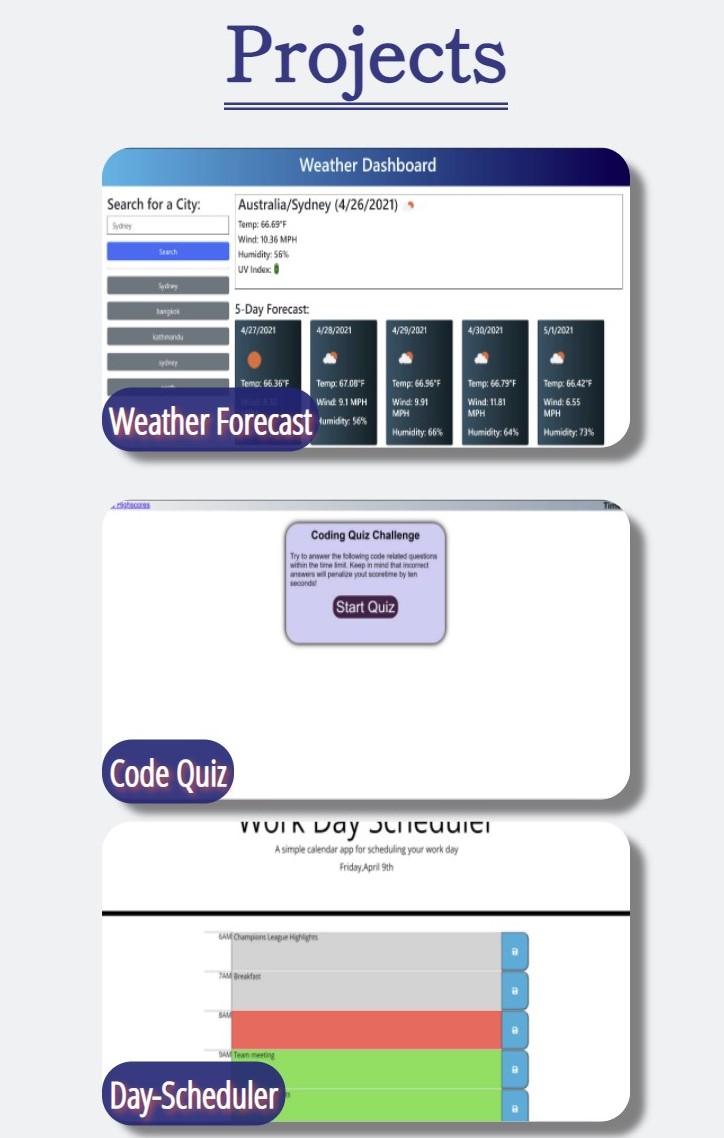 Projects
Weather Dashboard
Search for a City:
Sydney
Search
Sydney
bangkok
kathmandu
sydney
Australia/Sydney (4/26/2021)
Temp: 66.69°F
Wind: 10.36 MPH
Humidity: 56%
UV Index: 0
5-Day Forecast:
4/27/2021
Temp: 66.36°F
4/28/2021
Temp: 67.08°F
Wind: 9.1 MPH
Humidity: 56%
4/29/2021
Temp: 66.96°F
Wind: 9.91
MPH
Humidity: 66%
4/30/2021
Temp: 66.79°F
Wind: 11.81
MPH
Humidity: 64%
5/1/2021
Temp: 66.42°F
Wind: 6.55
MPH
Humidity: 73%
Weather Forecast
Highscores
Time
Coding Quiz Challenge
Try to answer the following code related questions
within the time limit. Keep in mind that incorrect
answers will penalize yout scoretime by ten
seconds!
Start Quiz
Code Quiz
Work Day Scheduler
A simple calendar app for scheduling your work day
Friday,April 9th
6AM Champions League Highlights
7AM Breakfast
8AM
9AM Team meeting
Day-Scheduler